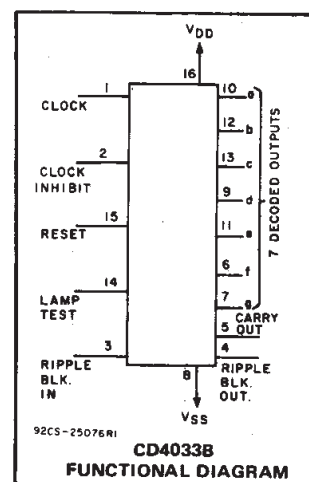 VDD
16
1
CLOCK
10 a
12 b
2
CLOCK
INHIBIT
13 c
9 d
15
RESET
11 e
6 f
14
LAMP
TEST
7 g
7 DECODED OUTPUTS
CARRY
5 OUT
3
RIPPLE
BLK.
IN
4
RIPPLE
BLK.
OUT.
8
VSS
92CS-25076R1
CD4033B
FUNCTIONAL DIAGRAM